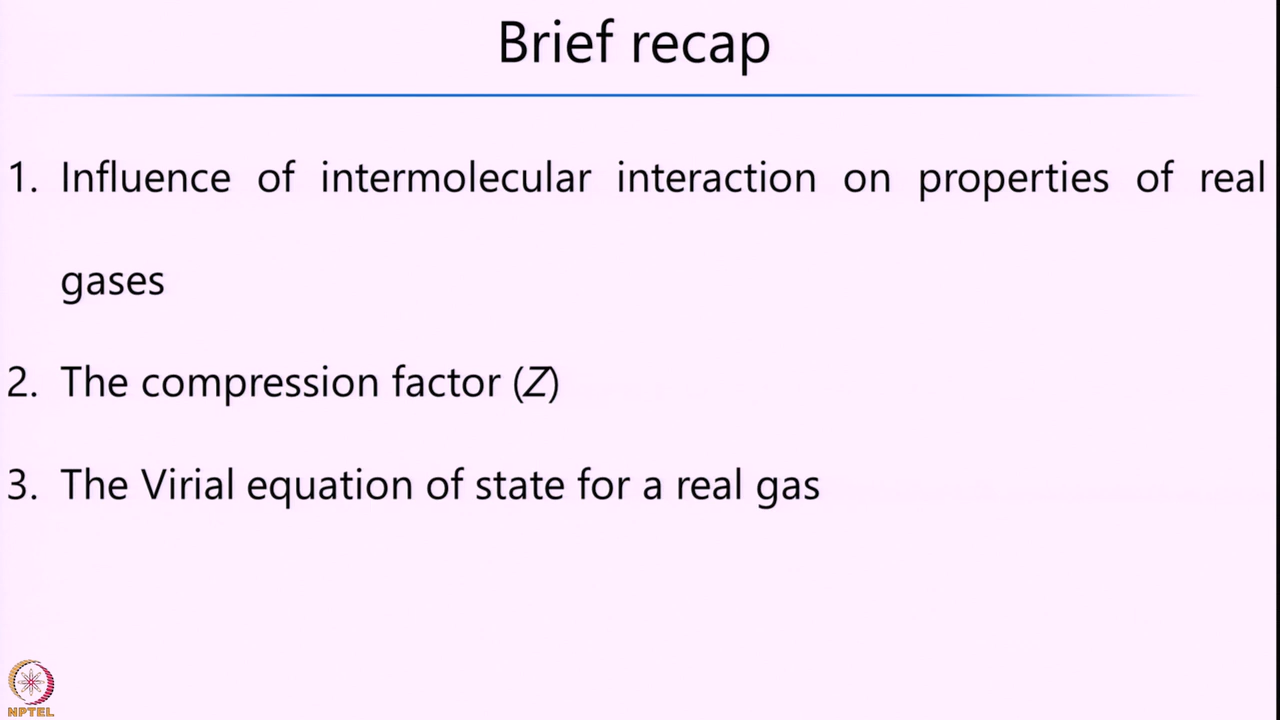 Brief recap
1. Influence of intermolecular interaction on properties of real
gases
2. The compression factor (Z)
3. The Virial equation of state for a real gas
NPTEL